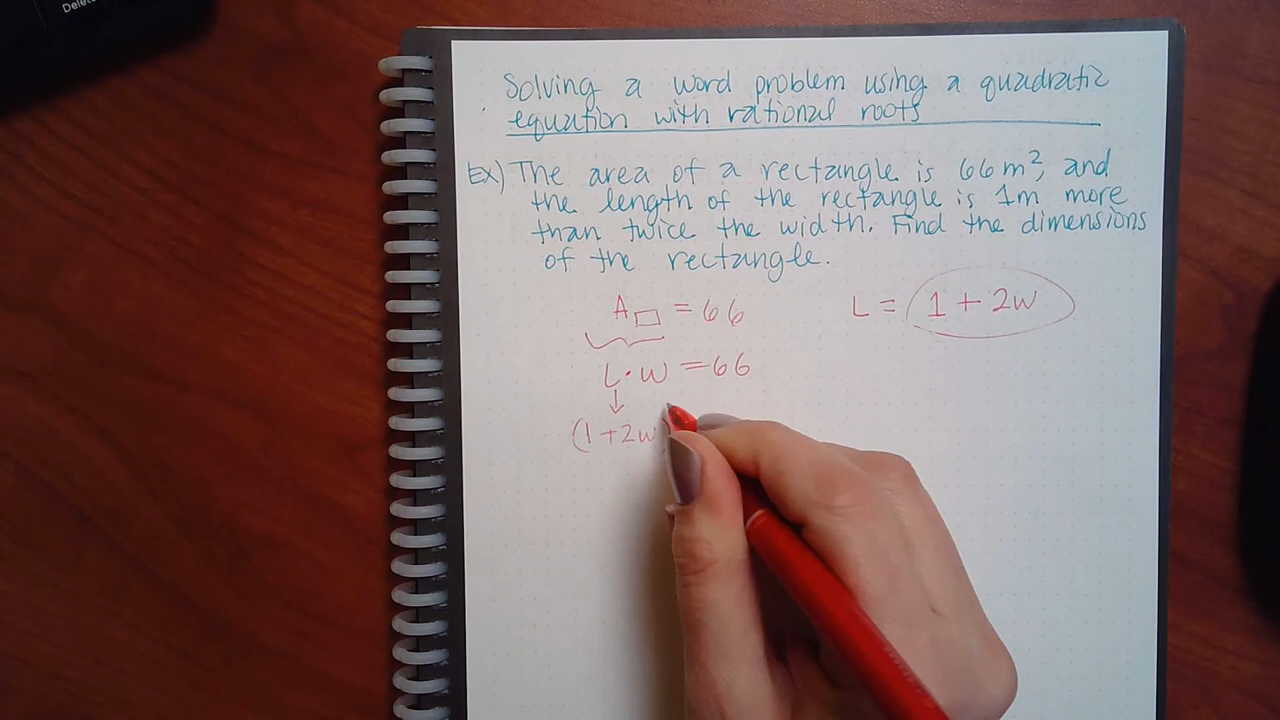 Delete
Solving a word problem using a quadratic
equation with rational roots
Ex) The area of a rectangle is 66 m², and
the length of the rectangle is 1m more
than twice the width. Find the dimensions
of the rectangle.
A▭ = 66 L = 1 + 2w
L · w = 66
↓
(1 + 2w